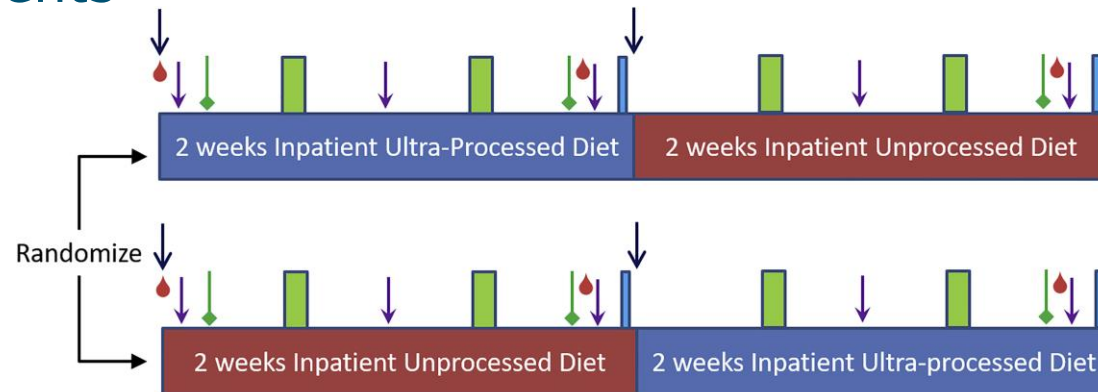 2 weeks Inpatient Ultra-Processed Diet
2 weeks Inpatient Unprocessed Diet
Randomize
2 weeks Inpatient Unprocessed Diet
2 weeks Inpatient Ultra-processed Diet